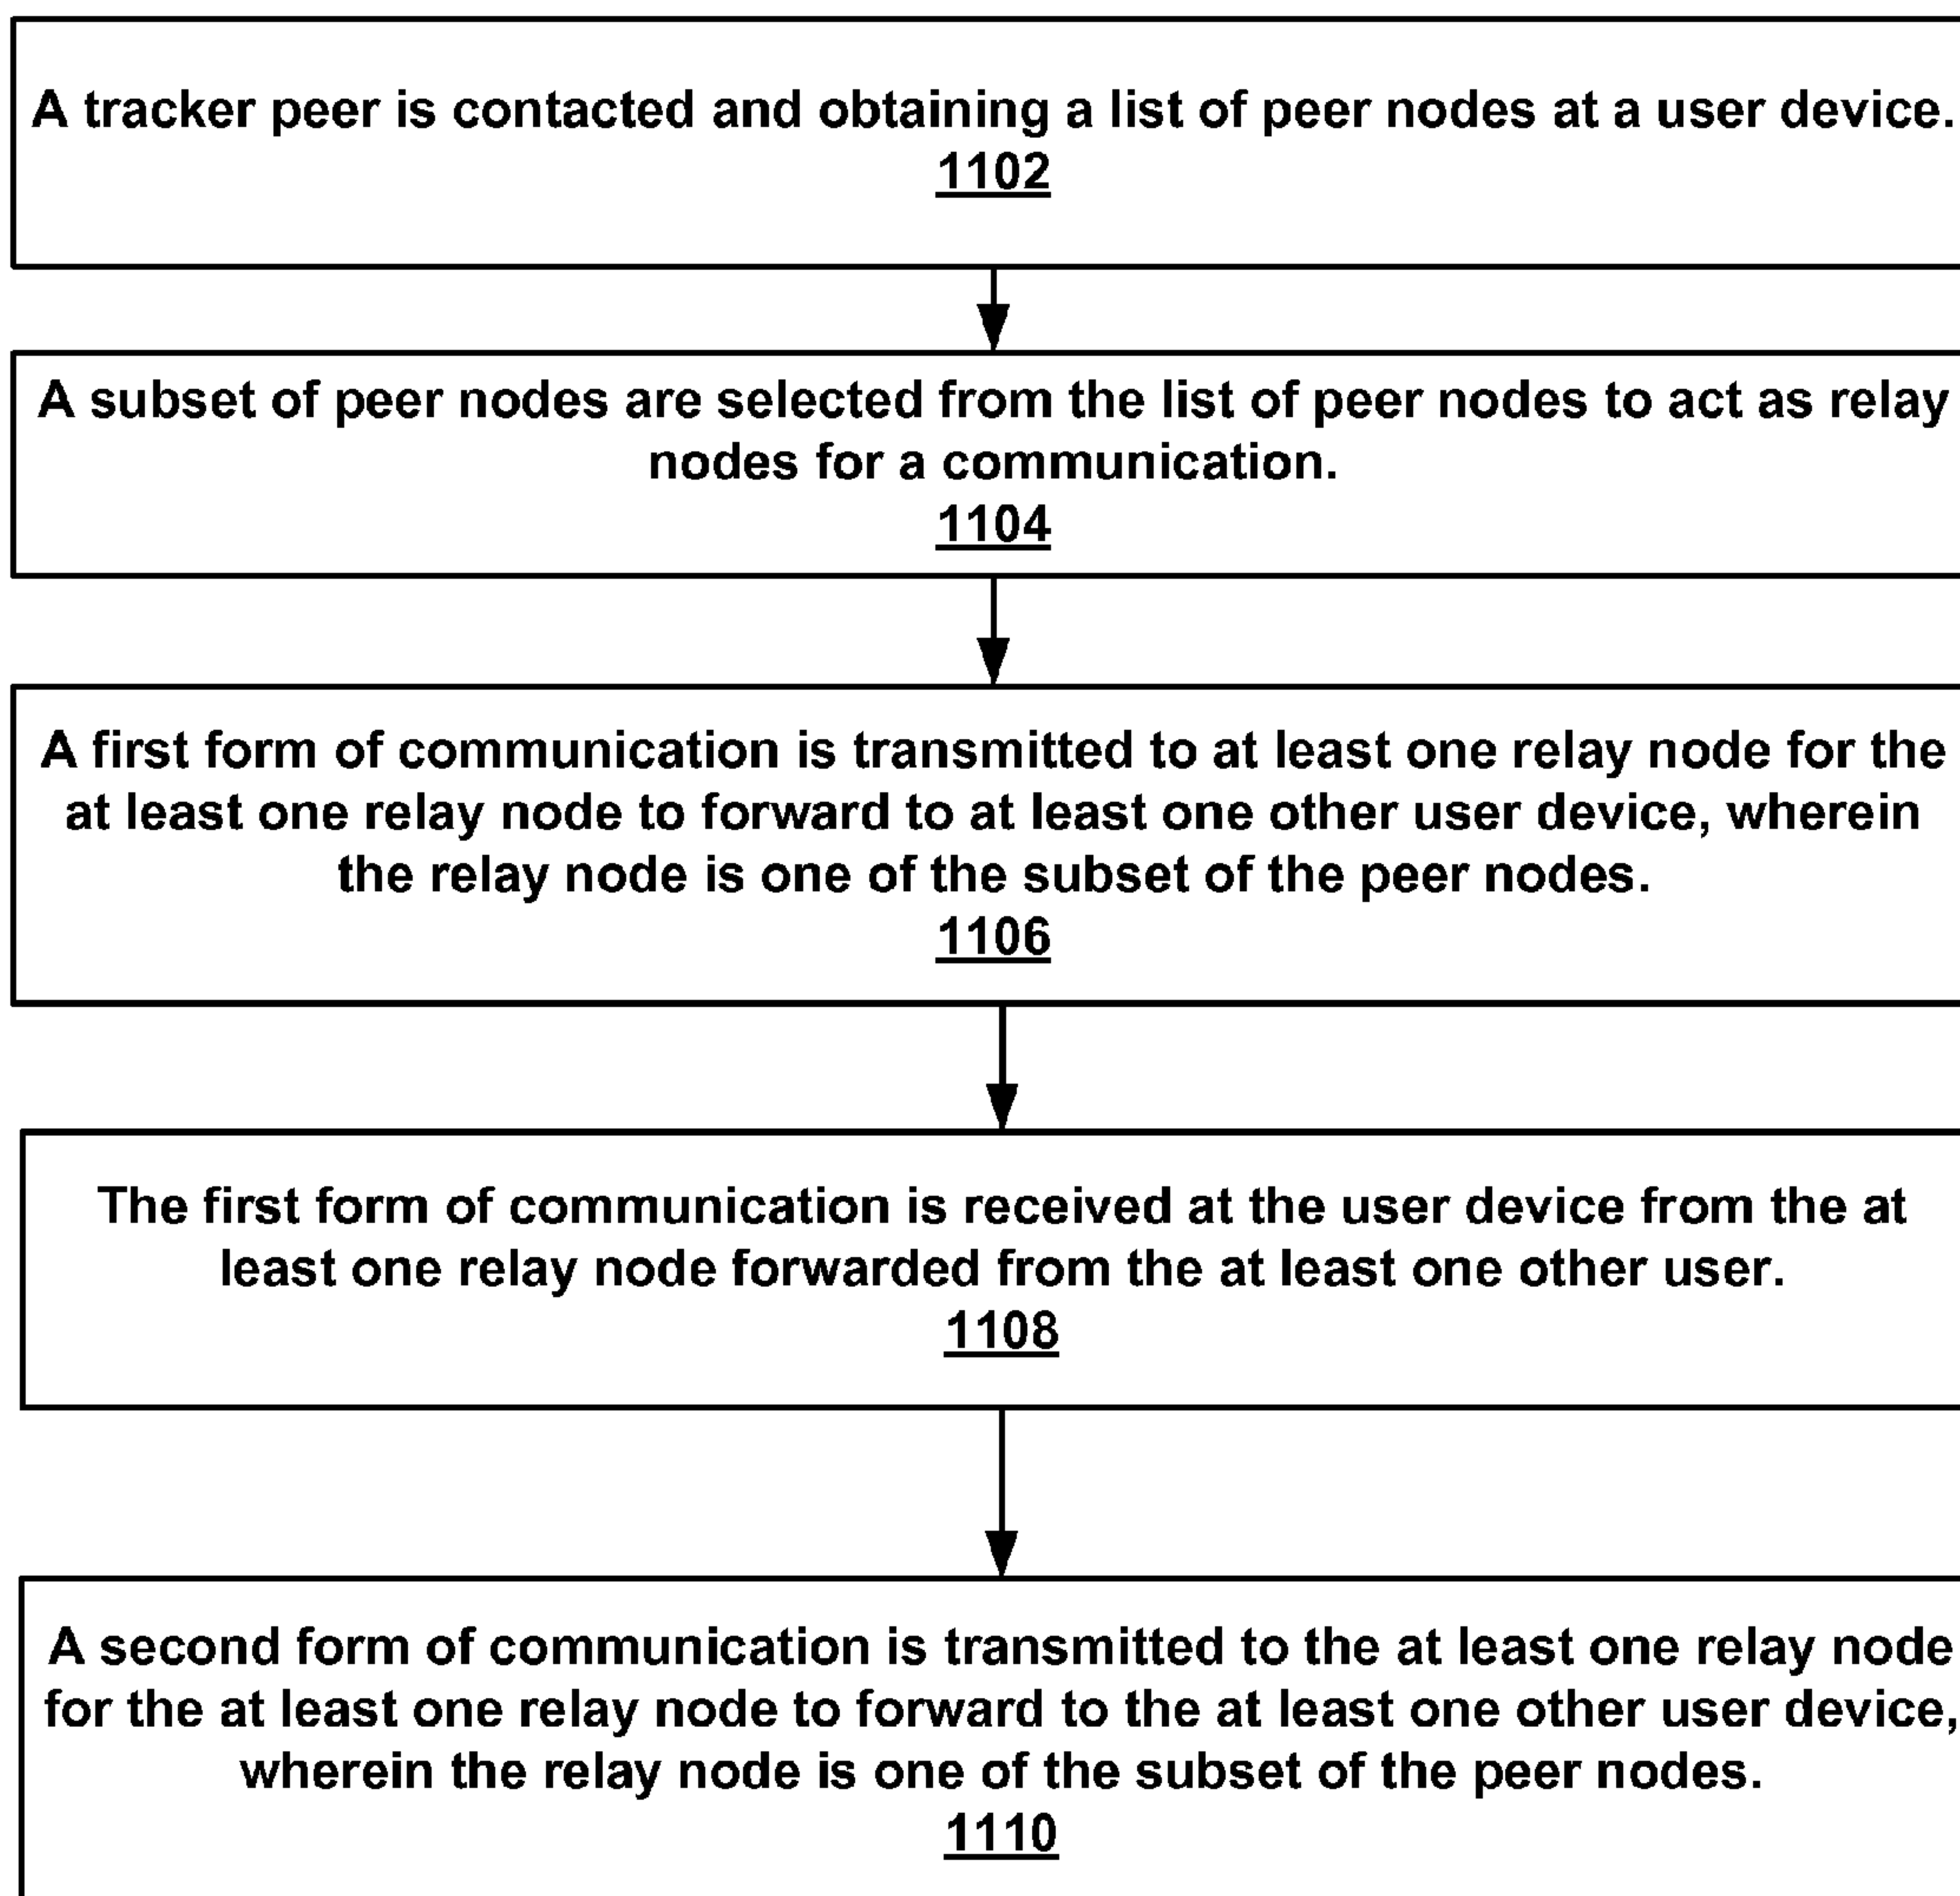 A tracker peer is contacted and obtaining a list of peer nodes at a user device.
1102
A subset of peer nodes are selected from the list of peer nodes to act as relay
nodes for a communication.
1104
A first form of communication is transmitted to at least one relay node for the
at least one relay node to forward to at least one other user device, wherein
the relay node is one of the subset of the peer nodes.
1106
The first form of communication is received at the user device from the at
least one relay node forwarded from the at least one other user.
1108
A second form of communication is transmitted to the at least one relay node
for the at least one relay node to forward to the at least one other user device,
wherein the relay node is one of the subset of the peer nodes.
1110